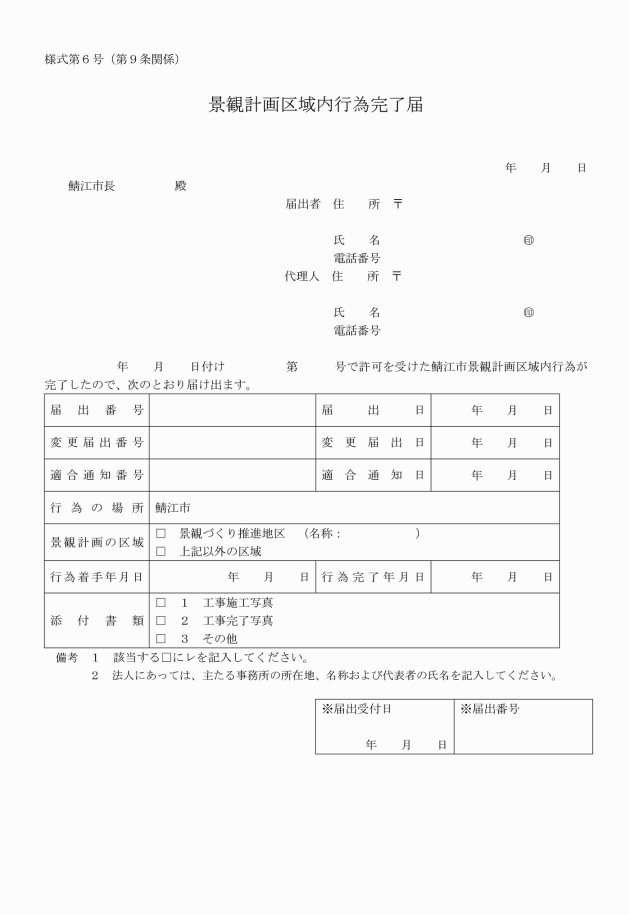 様式第６号（第９条関係）
景観計画区域内行為完了届
年　　月　　日
鯖江市長　　　　　殿
届出者　住　　所　〒
氏　　名　　　　　　　　　　　　㊞
電話番号
代理人　住　　所　〒
氏　　名　　　　　　　　　　　　㊞
電話番号
年　　月　　日付け　　　　　第　　　号で許可を受けた鯖江市景観計画区域内行為が
完了したので、次のとおり届け出ます。
届出番号　　届出日　　年　　月　　日
変更届出番号　　変更届出日　　年　　月　　日
適合通知番号　　適合通知日　　年　　月　　日
行為の場所　鯖江市
景観計画の区域
□　景観づくり推進地区　（名称：　　　　　　）
□　上記以外の区域
行為着手年月日　　年　　月　　日　行為完了年月日　　年　　月　　日
添付書類
□　１　工事施工写真
□　２　工事完了写真
□　３　その他
備考　１　該当する□にレを記入してください。
２　法人にあっては、主たる事務所の所在地、名称および代表者の氏名を記入してください。
※届出受付日　　※届出番号
年　　月　　日